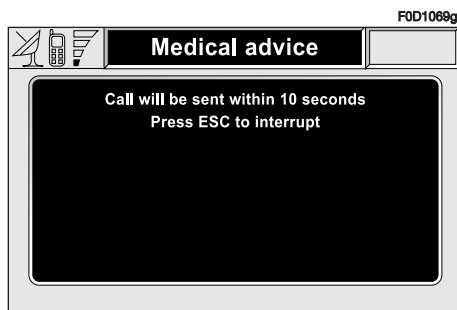 F0D1069g
Medical advice
Call will be sent within 10 seconds
Press ESC to interrupt